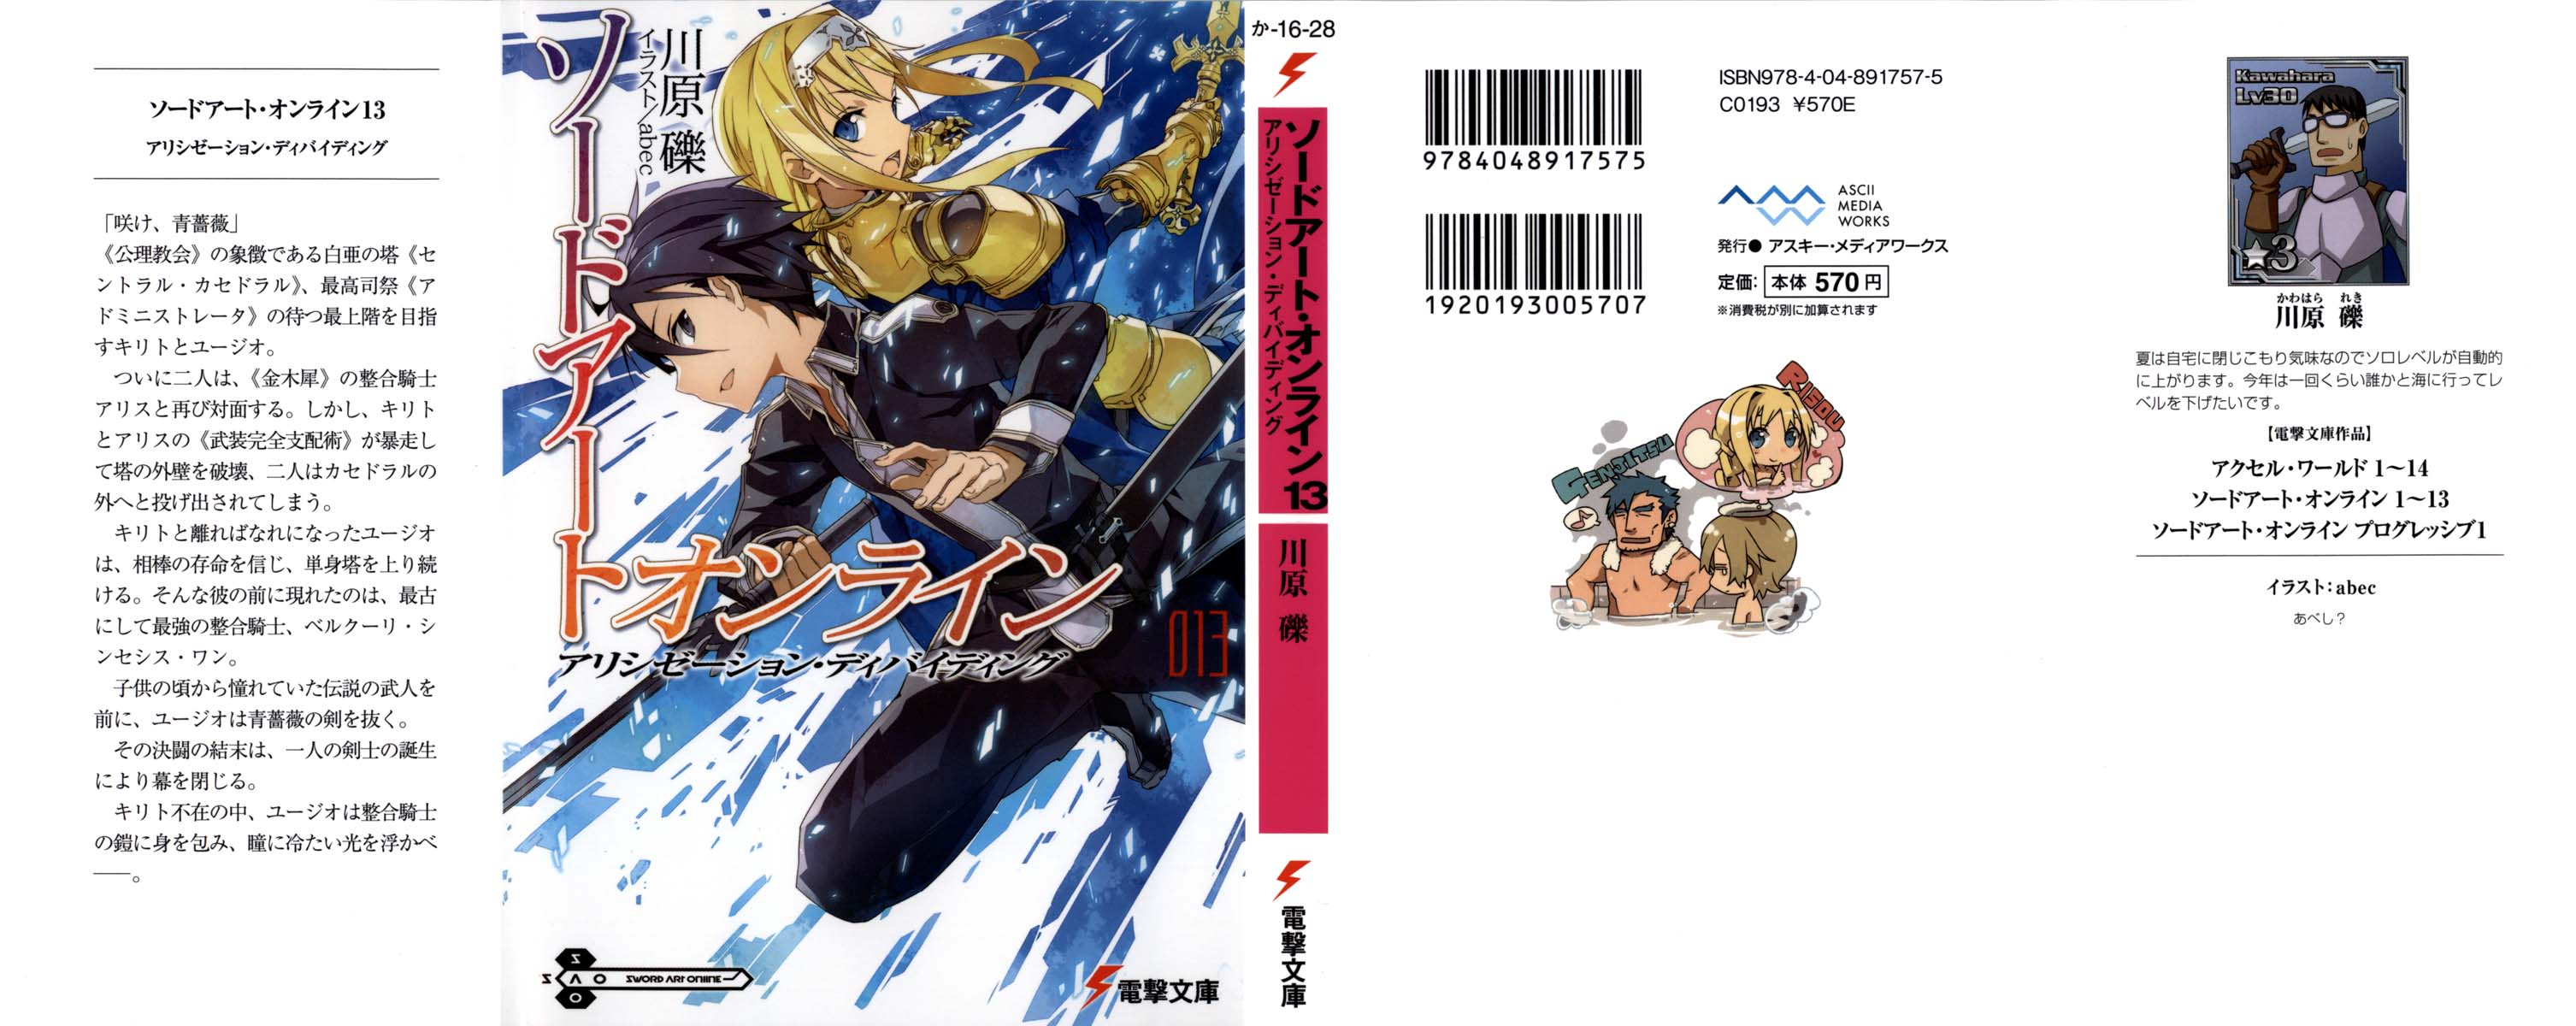 ソードアート・オンライン13
アリシゼーション・ディバイディング
「咲け、青薔薇」
《公理教会》の象徴である白亜の塔《セ
ントラル・カセドラル》、最高司祭《ア
ドミニストレータ》の待つ最上階を目指
すキリトとユージオ。
ついに二人は、《金木犀》の整合騎士
アリスと再び対面する。しかし、キリト
とアリスの《武装完全支配術》が暴走し
て塔の外壁を破壊、二人はカセドラルの
外へと投げ出されてしまう。
キリトと離ればなれになったユージオ
は、相棒の存命を信じ、単身塔を上り続
ける。そんな彼の前に現れたのは、最古
にして最強の整合騎士、ベルクーリ・シ
ンセシス・ワン。
子供の頃から憧れていた伝説の武人を
前に、ユージオは青薔薇の剣を抜く。
その決闘の結末は、一人の剣士の誕生
により幕を閉じる。
キリト不在の中、ユージオは整合騎士
の鎧に身を包み、瞳に冷たい光を浮かべ
――。
川原 礫
イラスト/abec
ソードアート
オンライン
アリシゼーション・ディバイディング
013
SAO
SAO
SWORD ART ONLINE
電撃文庫
か-16-28
ソードアート・オンライン13
アリシゼーション・ディバイディング
川原 礫
電撃文庫
9784048917575
1920193005707
ISBN978-4-04-891757-5
C0193 ¥570E
ASCII
MEDIA
WORKS
発行●アスキー・メディアワークス
定価:本体570円
※消費税が別に加算されます
RISOU
GENJITSU
Kawahara
Lv30
★3
かわはら れき
川原 礫
夏は自宅に閉じこもり気味なのでソロレベルが自動的
に上がります。今年は一回くらい誰かと海に行ってレ
ベルを下げたいです。
【電撃文庫作品】
アクセル・ワールド 1～14
ソードアート・オンライン 1～13
ソードアート・オンライン プログレッシブ1
イラスト:abec
あべし？